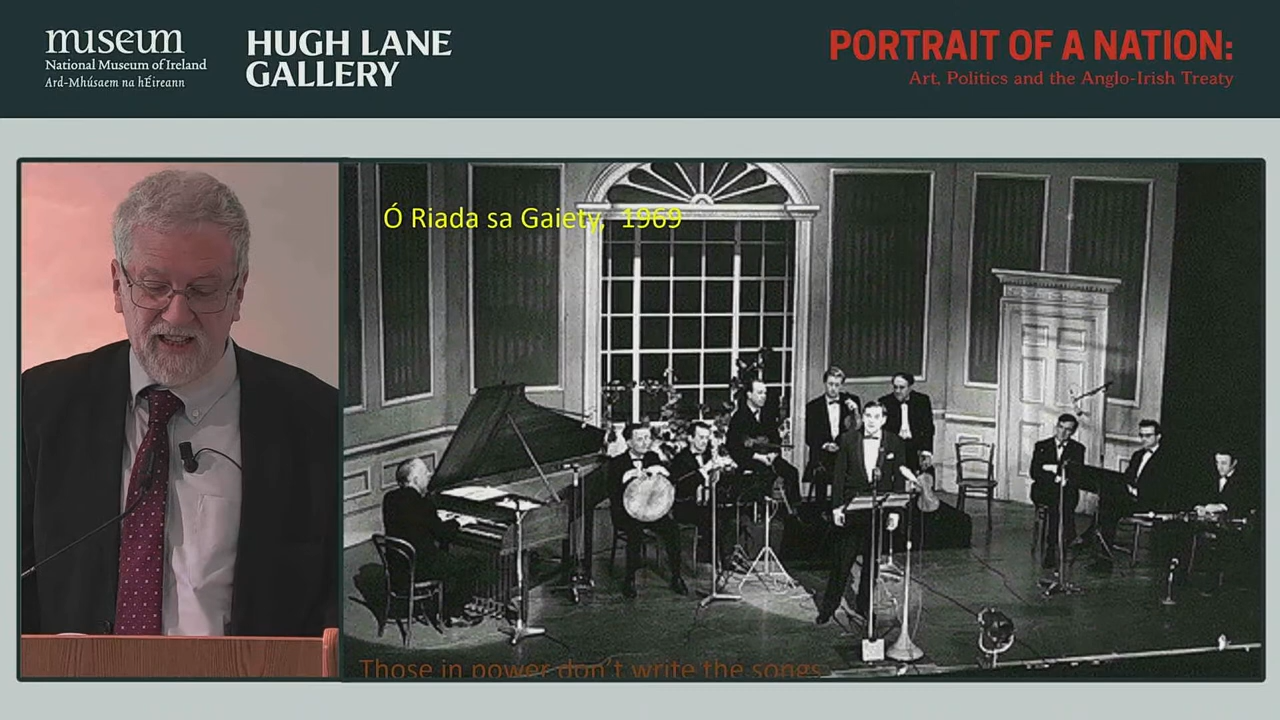 museum
National Museum of Ireland
Ard-Mhúsaem na hÉireann
HUGH LANE
GALLERY
PORTRAIT OF A NATION:
Art, Politics and the Anglo-Irish Treaty
Ó Riada sa Gaiety, 1969
Those in power don't write the songs